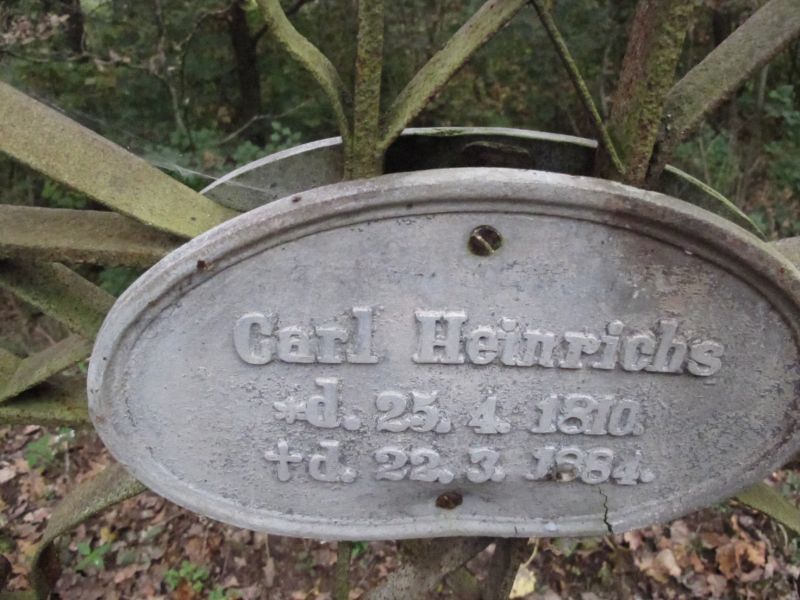 Carl Heinrichs
*d. 25. 4. 1810.
†d. 22. 3. 1884.